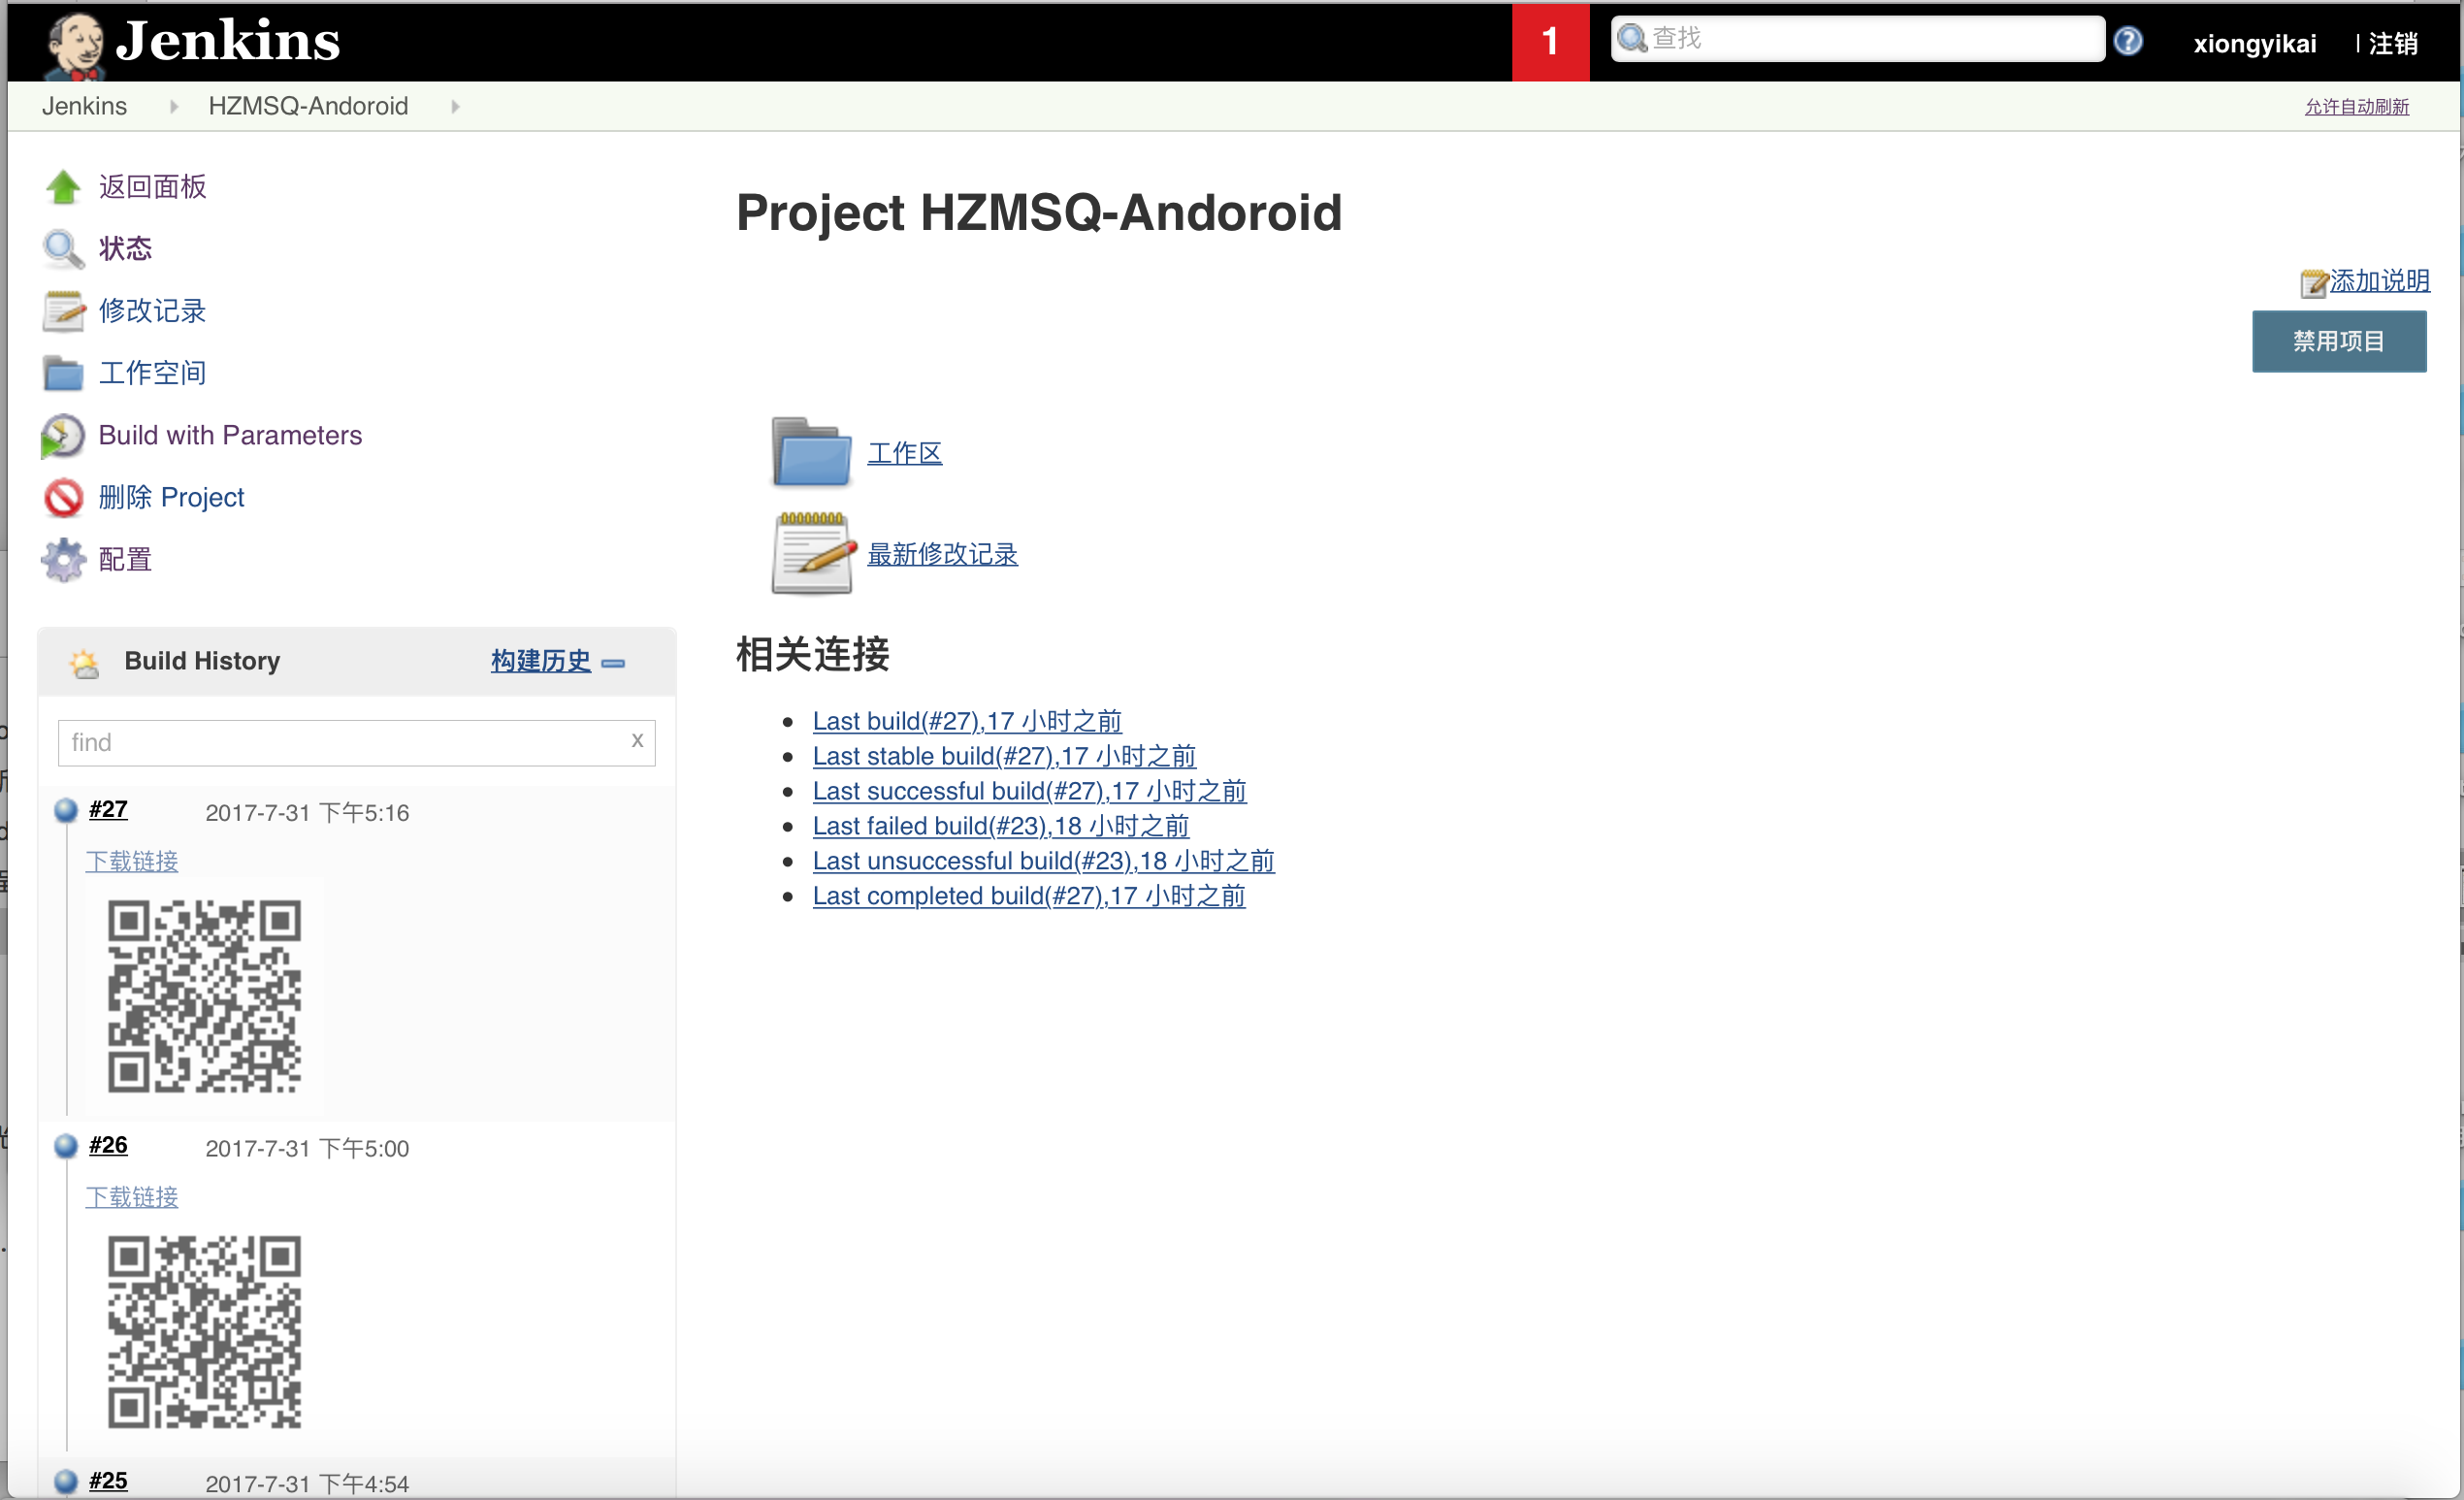 Jenkins
1
查找
xiongyikai
| 注销
Jenkins
HZMSQ-Andoroid
允许自动刷新
返回面板
状态
修改记录
工作空间
Build with Parameters
删除 Project
配置
Build History
构建历史
find
x
#27
2017-7-31 下午5:16
下载链接
#26
2017-7-31 下午5:00
下载链接
#25
2017-7-31 下午4:54
Project HZMSQ-Andoroid
添加说明
禁用项目
工作区
最新修改记录
相关连接
Last build(#27),17 小时之前
Last stable build(#27),17 小时之前
Last successful build(#27),17 小时之前
Last failed build(#23),18 小时之前
Last unsuccessful build(#23),18 小时之前
Last completed build(#27),17 小时之前